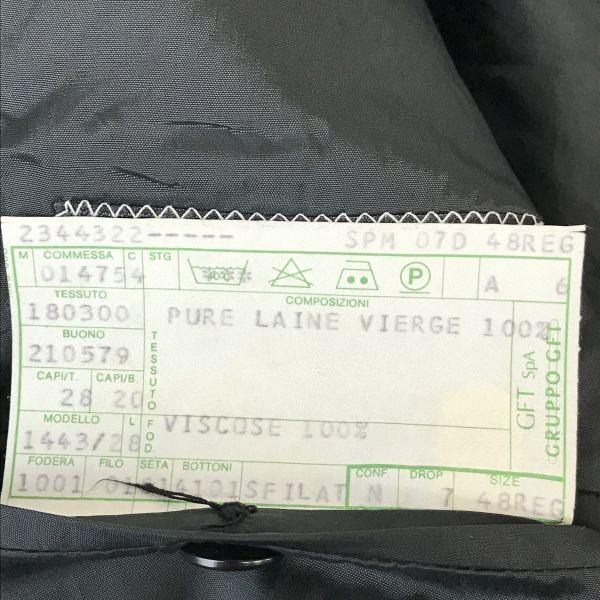 2344322----- SPM 07D 48REG
M COMMESSA C STG
014754 A 6
TESSUTO COMPOSIZIONI
180300 PURE LAINE VIERGE 100%
BUONO
210579
TESSUTO
CAPI/T. CAPI/B.
28 20
MODELLO L FOD.
1443/28 VISCOSE 100%
FODERA FILO SETA BOTTONI CONF. DROP SIZE
1001 4101 SFILAT N 7 48REG
GFT SpA
GRUPPO GFT
P